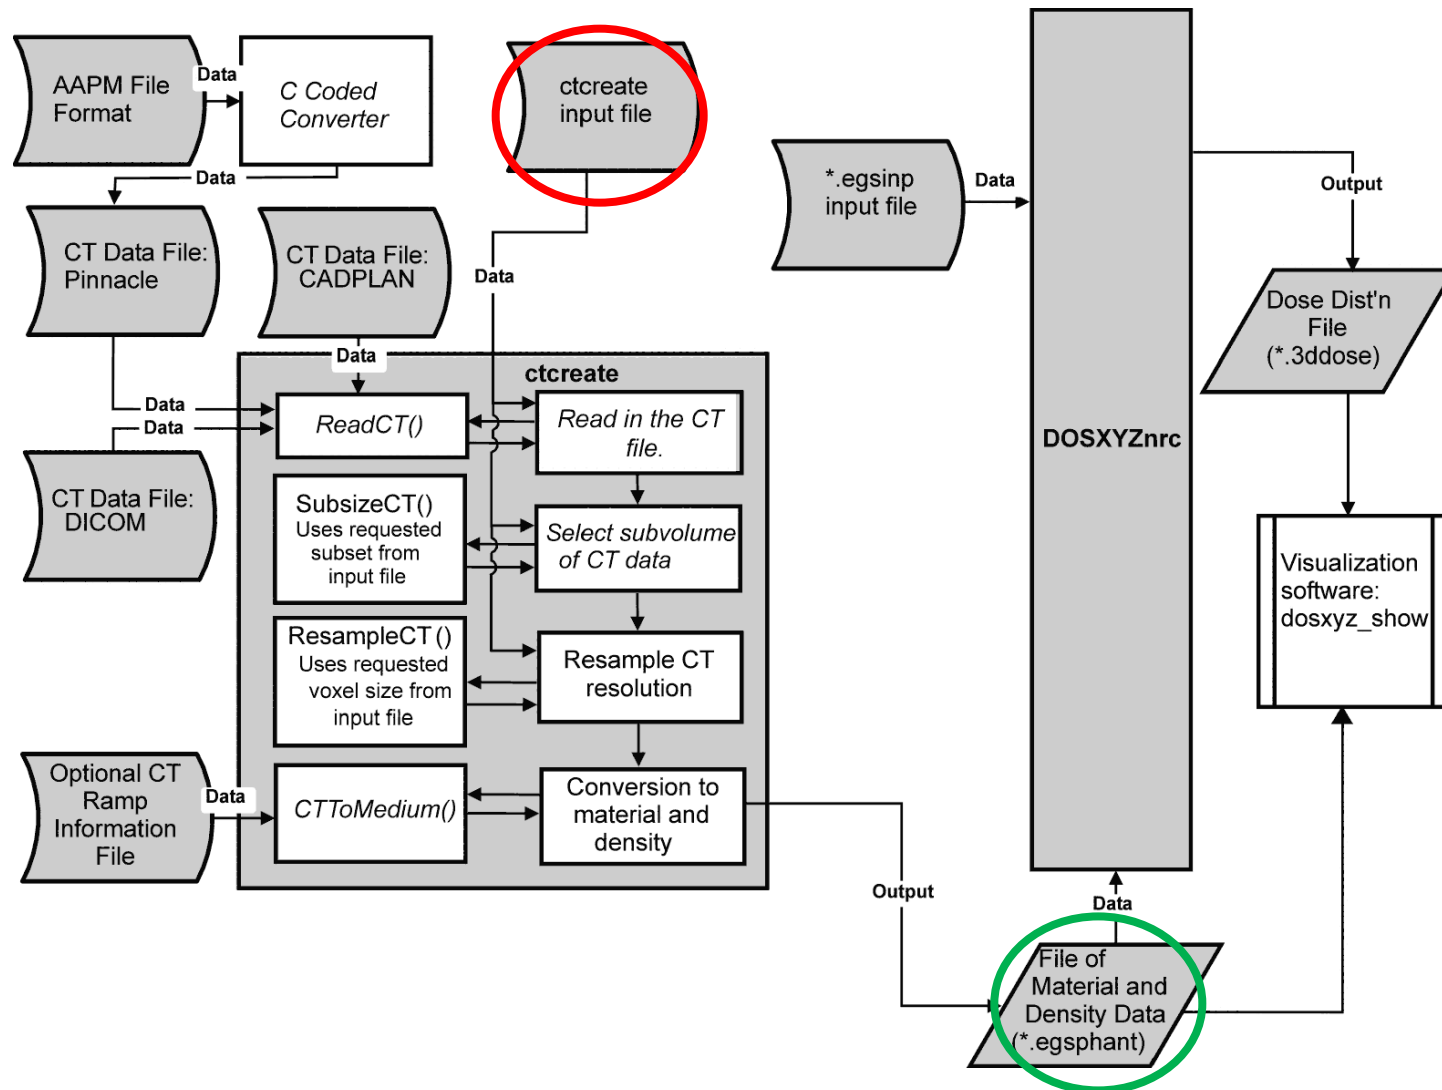 AAPM File
Format
Data
C Coded
Converter
Data
ctcreate
input file
*.egsinp
input file
Data
DOSXYZnrc
Output
CT Data File:
Pinnacle
CT Data File:
CADPLAN
Data
Dose Dist'n
File
(*.3ddose)
Data
ctcreate
Data
Data
ReadCT()
Read in the CT
file.
CT Data File:
DICOM
SubsizeCT()
Uses requested
subset from
input file
Select subvolume
of CT data
Visualization
software:
dosxyz_show
ResampleCT()
Uses requested
voxel size from
input file
Resample CT
resolution
Optional CT
Ramp
Information
File
Data
CTToMedium()
Conversion to
material and
density
Output
Data
File of
Material and
Density Data
(*.egsphant)